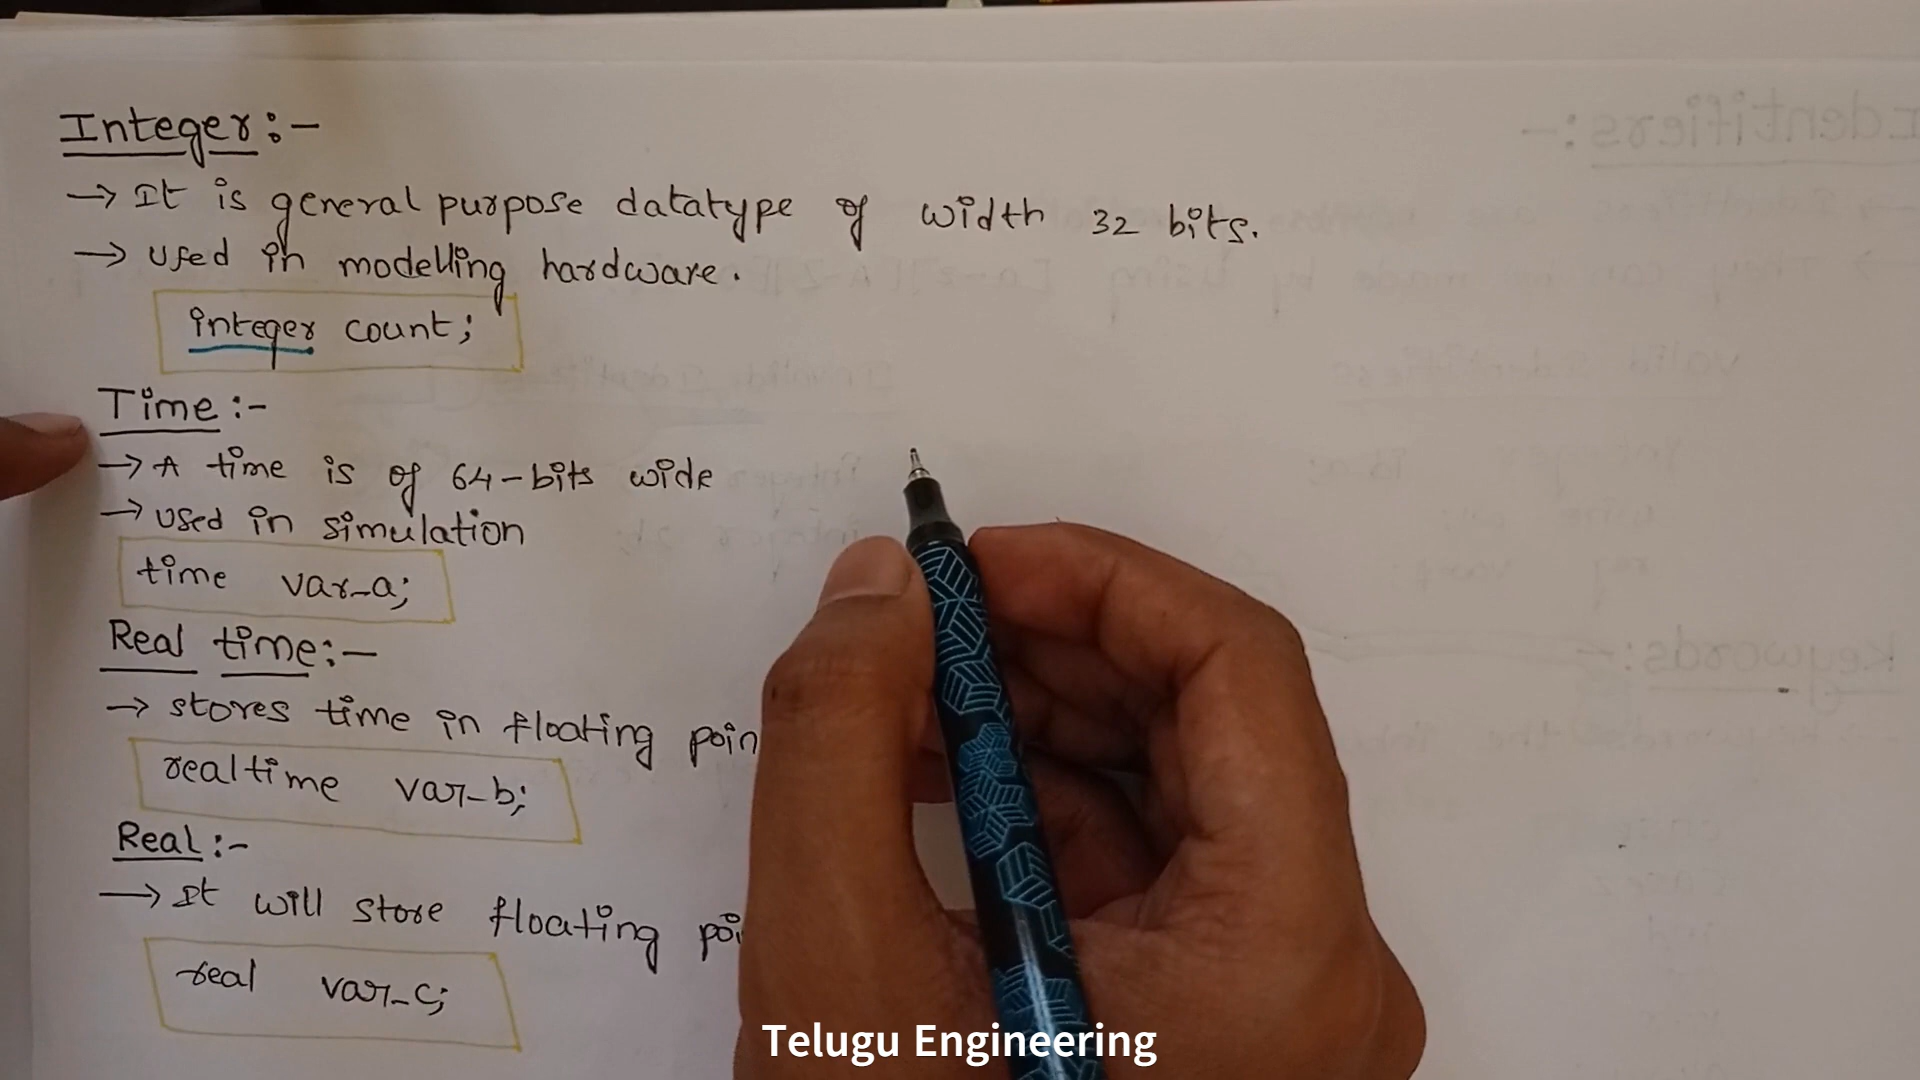 Integer:-
→ It is general purpose datatype of width 32 bits.
→ used in modelling hardware.
integer count;
Time:-
→ A time is of 64-bits wide
→ used in simulation
time var_a;
Real time:-
→ stores time in floating poin
realtime var_b;
Real:-
→ It will store floating poi
real var_c;
Telugu Engineering